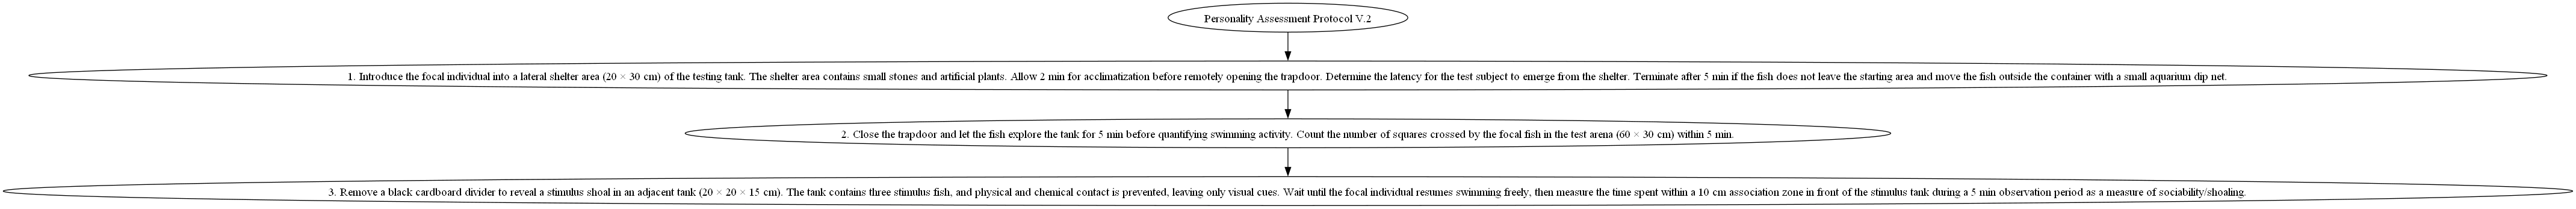 Personality Assessment Protocol V.2
1. Introduce the focal individual into a lateral shelter area (20 × 30 cm) of the testing tank. The shelter area contains small stones and artificial plants. Allow 2 min for acclimatization before remotely opening the trapdoor. Determine the latency for the test subject to emerge from the shelter. Terminate after 5 min if the fish does not leave the starting area and move the fish outside the container with a small aquarium dip net.
2. Close the trapdoor and let the fish explore the tank for 5 min before quantifying swimming activity. Count the number of squares crossed by the focal fish in the test arena (60 × 30 cm) within 5 min.
3. Remove a black cardboard divider to reveal a stimulus shoal in an adjacent tank (20 × 20 × 15 cm). The tank contains three stimulus fish, and physical and chemical contact is prevented, leaving only visual cues. Wait until the focal individual resumes swimming freely, then measure the time spent within a 10 cm association zone in front of the stimulus tank during a 5 min observation period as a measure of sociability/shoaling.